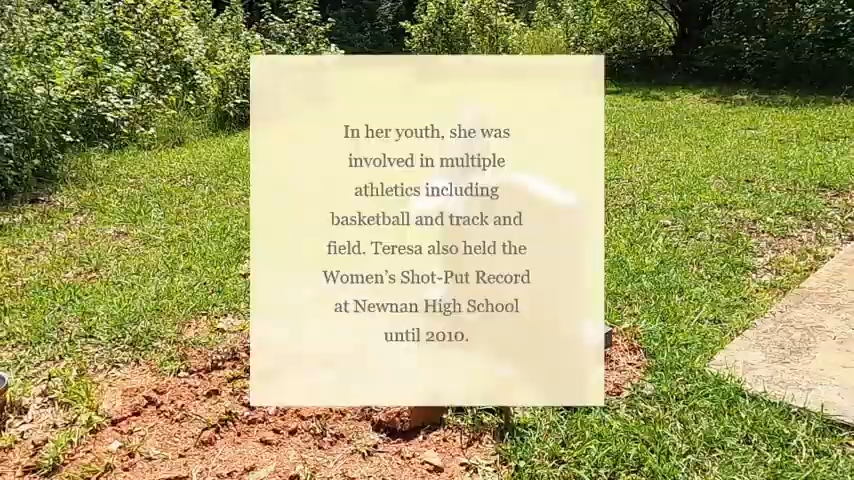 In her youth, she was
involved in multiple
athletics including
basketball and track and
field. Teresa also held the
Women's Shot-Put Record
at Newnan High School
until 2010.